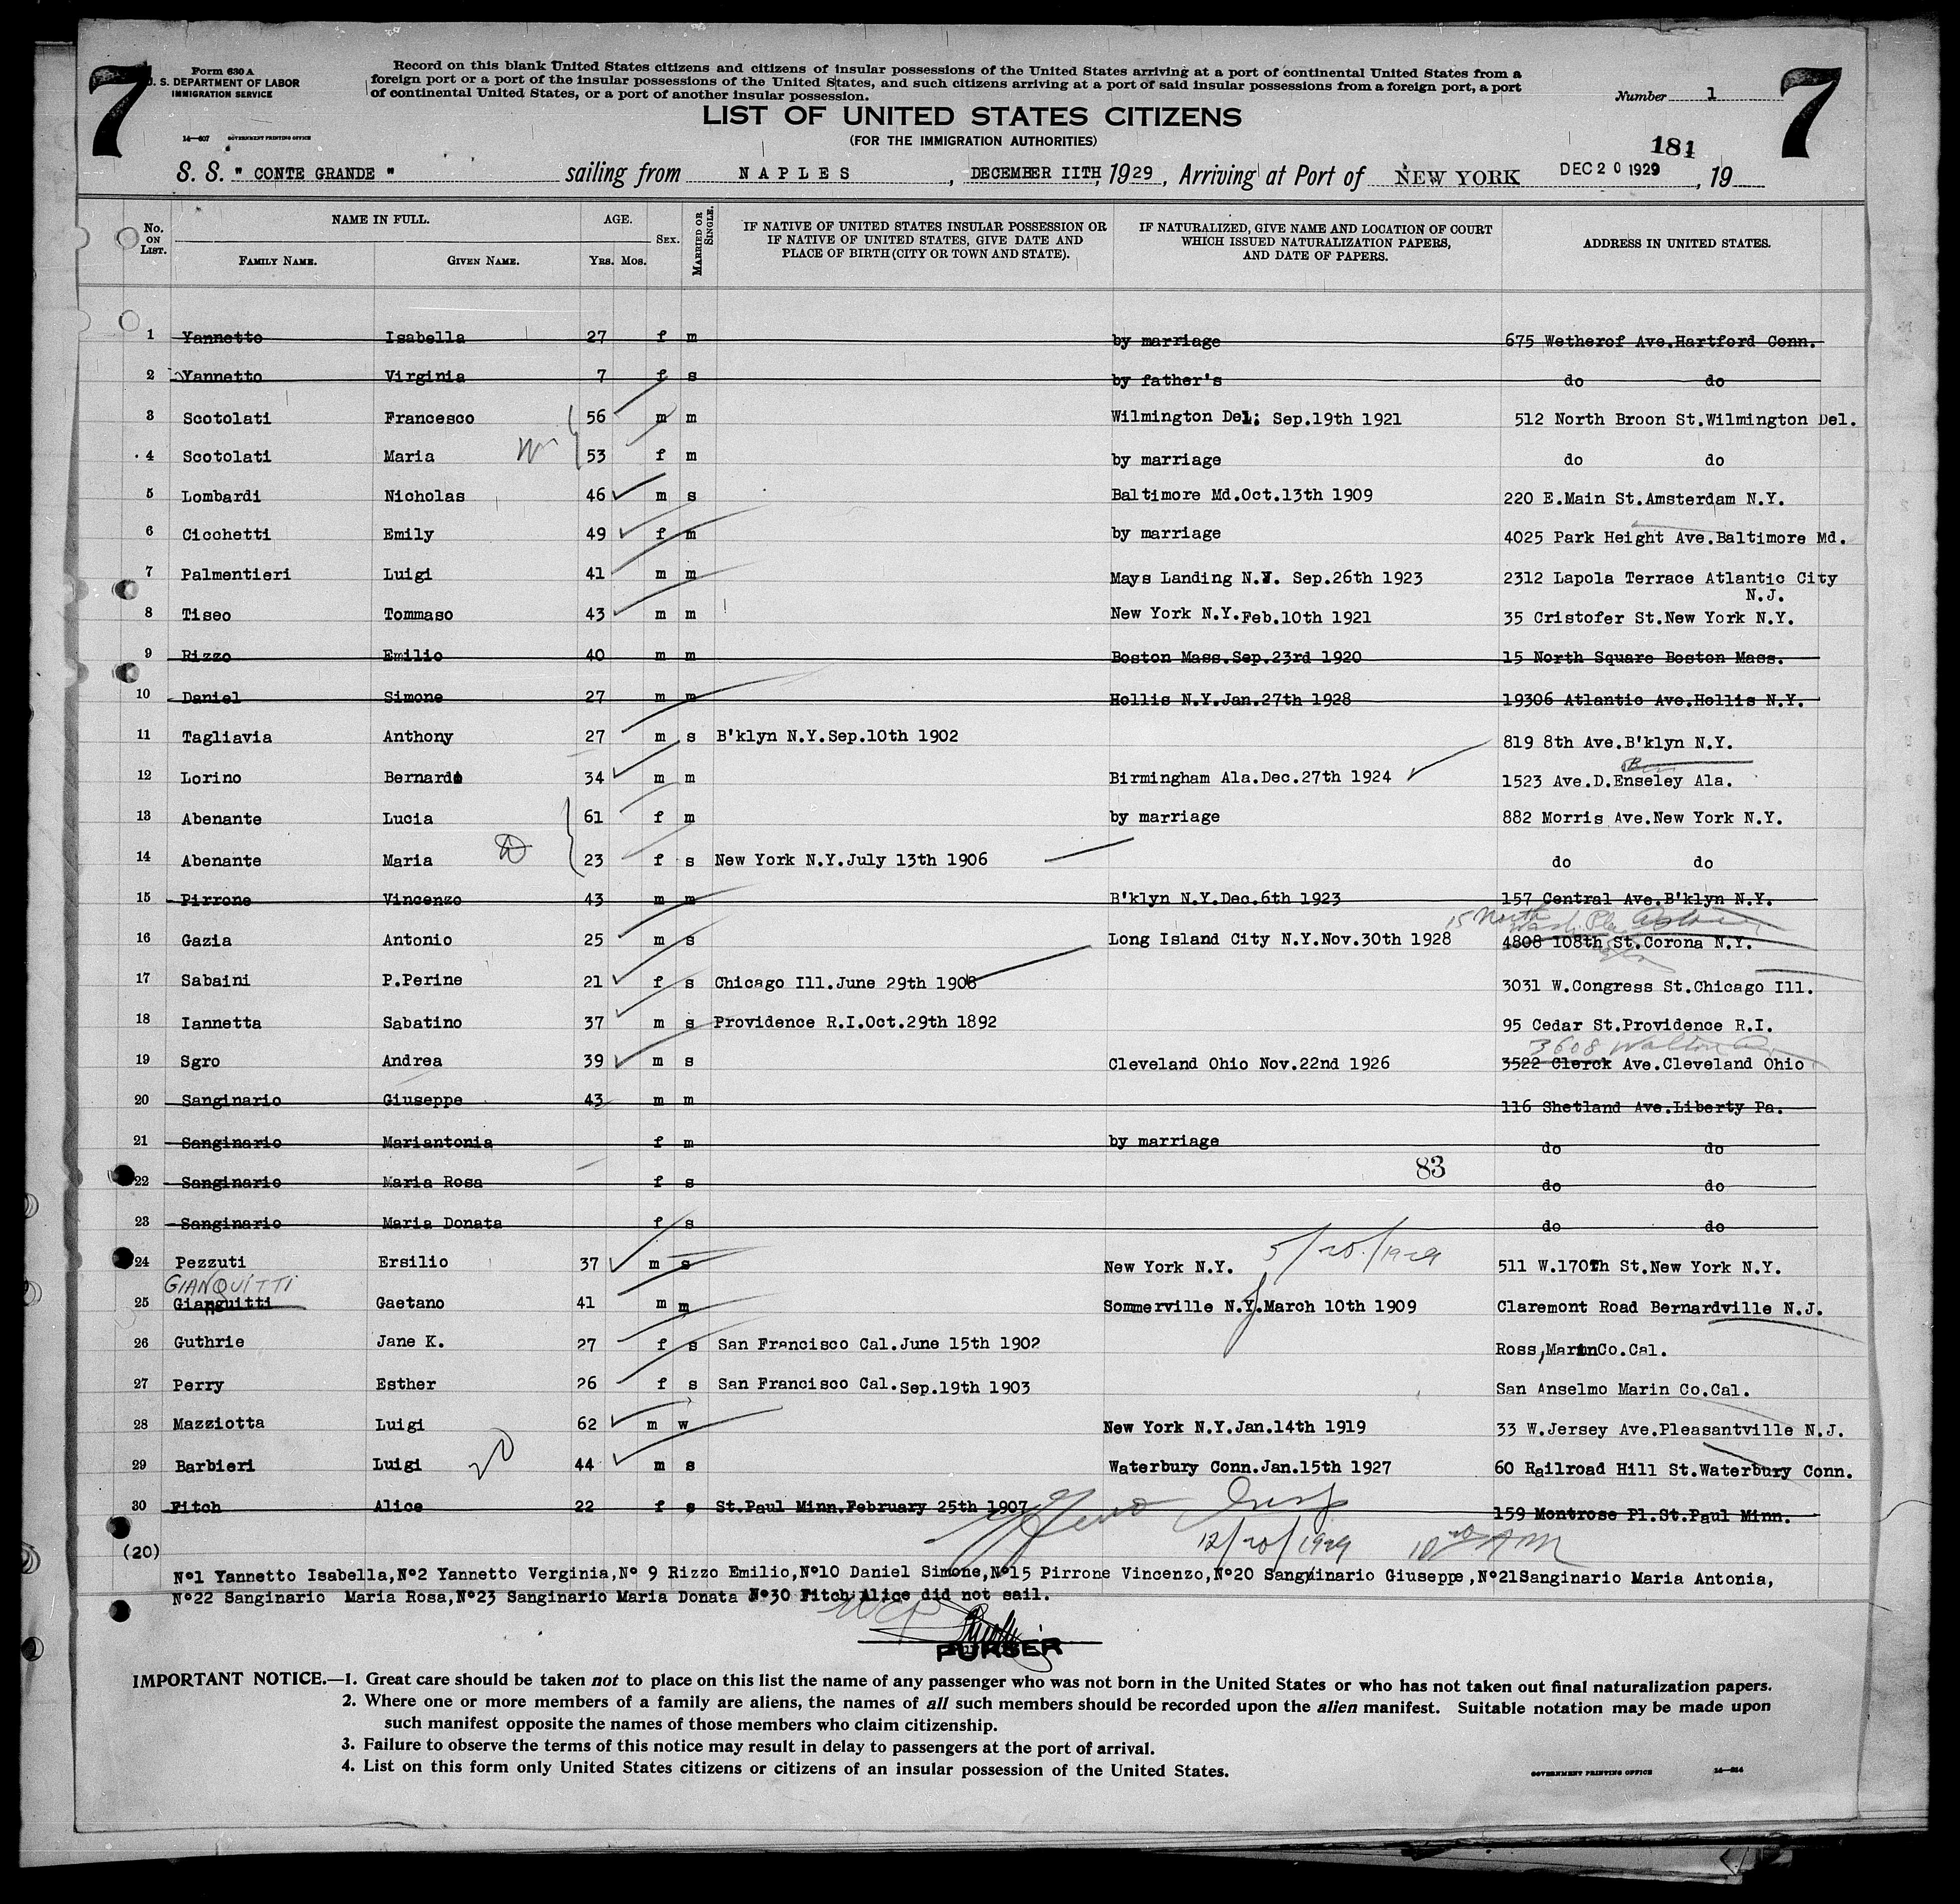 7
7
Form 630 A
U. S. DEPARTMENT OF LABOR
IMMIGRATION SERVICE
14—607 GOVERNMENT PRINTING OFFICE
Record on this blank United States citizens and citizens of insular possessions of the United States arriving at a port of continental United States from a
foreign port or a port of the insular possessions of the United States, and such citizens arriving at a port of said insular possessions from a foreign port, a port
of continental United States, or a port of another insular possession.
Number 1
LIST OF UNITED STATES CITIZENS
(FOR THE IMMIGRATION AUTHORITIES)
181
S. S. " CONTE GRANDE " sailing from NAPLES, DECEMBER IITH, 1929, Arriving at Port of NEW YORK DEC 20 1929, 19
No. ON LIST. NAME IN FULL. FAMILY NAME. GIVEN NAME. AGE. YRS. MOS. SEX. MARRIED OR SINGLE. IF NATIVE OF UNITED STATES INSULAR POSSESSION OR IF NATIVE OF UNITED STATES, GIVE DATE AND PLACE OF BIRTH (CITY OR TOWN AND STATE). IF NATURALIZED, GIVE NAME AND LOCATION OF COURT WHICH ISSUED NATURALIZATION PAPERS, AND DATE OF PAPERS. ADDRESS IN UNITED STATES.
1 Yannetto Isabella 27 f m by marriage 675 Wetherof Ave.Hartford Conn.
2 Yannetto Virginia 7 f s by father's do do
3 Scotolati Francesco 56 m m Wilmington Del: Sep.19th 1921 512 North Broon St.Wilmington Del.
4 Scotolati Maria 53 f m by marriage do do
5 Lombardi Nicholas 46 m s Baltimore Md.Oct.13th 1909 220 E.Main St.Amsterdam N.Y.
6 Cicchetti Emily 49 f m by marriage 4025 Park Height Ave.Baltimore Md.
7 Palmentieri Luigi 41 m m Mays Landing N.J. Sep.26th 1923 2312 Lapola Terrace Atlantic City
N.J.
8 Tiseo Tommaso 43 m m New York N.Y.Feb.10th 1921 35 Cristofer St.New York N.Y.
9 Rizzo Emilio 40 m m Boston Mass.Sep.23rd 1920 15 North Square Boston Mass.
10 Daniel Simone 27 m m Hollis N.Y.Jan.27th 1928 19306 Atlantic Ave.Hollis N.Y.
11 Tagliavia Anthony 27 m s B'klyn N.Y.Sep.10th 1902 819 8th Ave.B'klyn N.Y.
12 Lorino Bernardo 34 m m Birmingham Ala.Dec.27th 1924 1523 Ave.D.Enseley Ala.
13 Abenante Lucia 61 f m by marriage 882 Morris Ave.New York N.Y.
14 Abenante Maria 23 f s New York N.Y.July 13th 1906 do do
15 Pirrone Vincenzo 43 m m B'klyn N.Y.Dec.6th 1923 157 Central Ave.B'klyn N.Y.
15 North
16 Gazia Antonio 25 m s Long Island City N.Y.Nov.30th 1928 4808 108th St.Corona N.Y.
17 Sabaini P.Perine 21 f s Chicago Ill.June 29th 1908 3031 W.Congress St.Chicago Ill.
18 Iannetta Sabatino 37 m s Providence R.I.Oct.29th 1892 95 Cedar St.Providence R.I.
3608 Walton
19 Sgro Andrea 39 m s Cleveland Ohio Nov.22nd 1926 3522 Clerck Ave.Cleveland Ohio
20 Sanginario Giuseppe 43 m m 116 Shetland Ave.Liberty Pa.
21 Sanginario Mariantonia f m by marriage do do
83
22 Sanginario Maria Rosa f s do do
23 Sanginario Maria Donata f s do do
24 Pezzuti Ersilio 37 m s New York N.Y. 5/20/1929 511 W.170Th St.New York N.Y.
GIANQUITTI
25 Gianguitti Gaetano 41 m m Sommerville N.Y.March 10th 1909 Claremont Road Bernardville N.J.
26 Guthrie Jane K. 27 f s San Francisco Cal.June 15th 1902 Ross,MarinCo.Cal.
27 Perry Esther 26 f s San Francisco Cal.Sep.19th 1903 San Anselmo Marin Co.Cal.
28 Mazziotta Luigi 62 m w New York N.Y.Jan.14th 1919 33 W.Jersey Ave.Pleasantville N.J.
29 Barbieri Luigi 44 m s Waterbury Conn.Jan.15th 1927 60 Railroad Hill St.Waterbury Conn.
30 Fitch Alice 22 f s St.Paul Minn.February 25th 1907 159 Montrose Pl.St.Paul Minn.
12/20/1929
(20)
Nº1 Yannetto Isabella,Nº2 Yannetto Verginia,Nº 9 Rizzo Emilio,Nº10 Daniel Simone,Nº15 Pirrone Vincenzo,Nº20 Sanginario Giuseppe,Nº21Sanginario Maria Antonia,
Nº22 Sanginario Maria Rosa,Nº23 Sanginario Maria Donata Nº30 Fitch Alice did not sail.
PURSER
IMPORTANT NOTICE.—1. Great care should be taken not to place on this list the name of any passenger who was not born in the United States or who has not taken out final naturalization papers.
2. Where one or more members of a family are aliens, the names of all such members should be recorded upon the alien manifest. Suitable notation may be made upon
such manifest opposite the names of those members who claim citizenship.
3. Failure to observe the terms of this notice may result in delay to passengers at the port of arrival.
4. List on this form only United States citizens or citizens of an insular possession of the United States.
GOVERNMENT PRINTING OFFICE